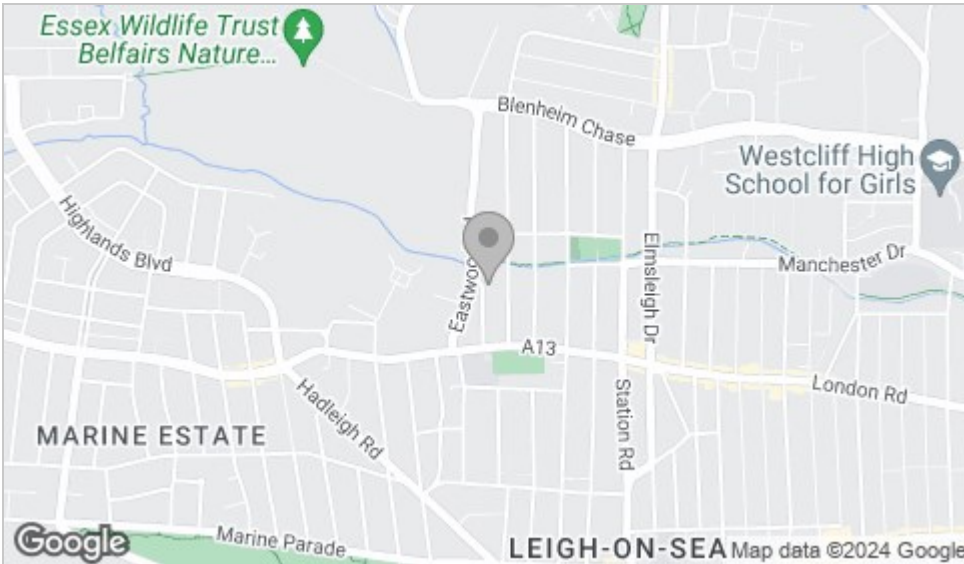 Essex Wildlife Trust
Belfairs Nature...
Blenheim Chase
Westcliff High
School for Girls
Highlands Blvd
Eastwoo
Elmsleigh Dr
Manchester Dr
A13
London Rd
Hadleigh Rd
Station Rd
MARINE ESTATE
Marine Parade
LEIGH-ON-SEA
Google
Map data ©2024 Google